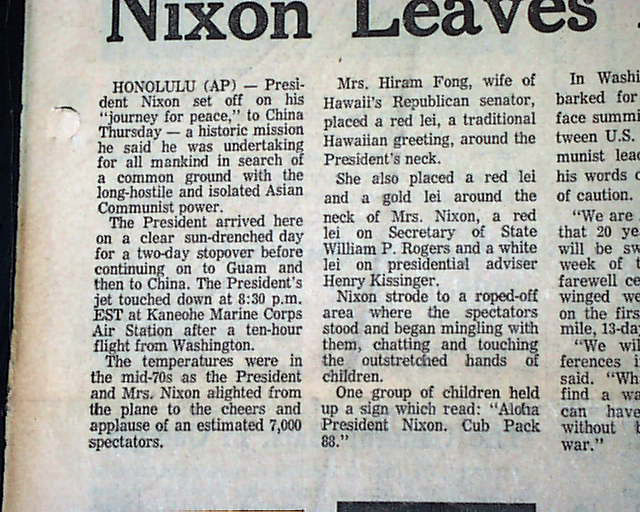 Nixon Leaves
HONOLULU (AP) — Presi-
dent Nixon set off on his
"journey for peace," to China
Thursday — a historic mission
he said he was undertaking
for all mankind in search of
a common ground with the
long-hostile and isolated Asian
Communist power.
The President arrived here
on a clear sun-drenched day
for a two-day stopover before
continuing on to Guam and
then to China. The President's
jet touched down at 8:30 p.m.
EST at Kaneohe Marine Corps
Air Station after a ten-hour
flight from Washington.
The temperatures were in
the mid-70s as the President
and Mrs. Nixon alighted from
the plane to the cheers and
applause of an estimated 7,000
spectators.
Mrs. Hiram Fong, wife of
Hawaii's Republican senator,
placed a red lei, a traditional
Hawaiian greeting, around the
President's neck.
She also placed a red lei
and a gold lei around the
neck of Mrs. Nixon, a red
lei on Secretary of State
William P. Rogers and a white
lei on presidential adviser
Henry Kissinger.
Nixon strode to a roped-off
area where the spectators
stood and began mingling with
them, chatting and touching
the outstretched hands of
children.
One group of children held
up a sign which read: "Aloha
President Nixon. Cub Pack
88."
In Washi
barked for
face summi
tween U.S.
munist lead
his words
of caution.
"We are
that 20 yea
will be sw
week of t
farewell ce
winged we
on the firs
mile, 13-da
"We wil
ferences i
said. "Wh
find a wa
can have
without b
war."